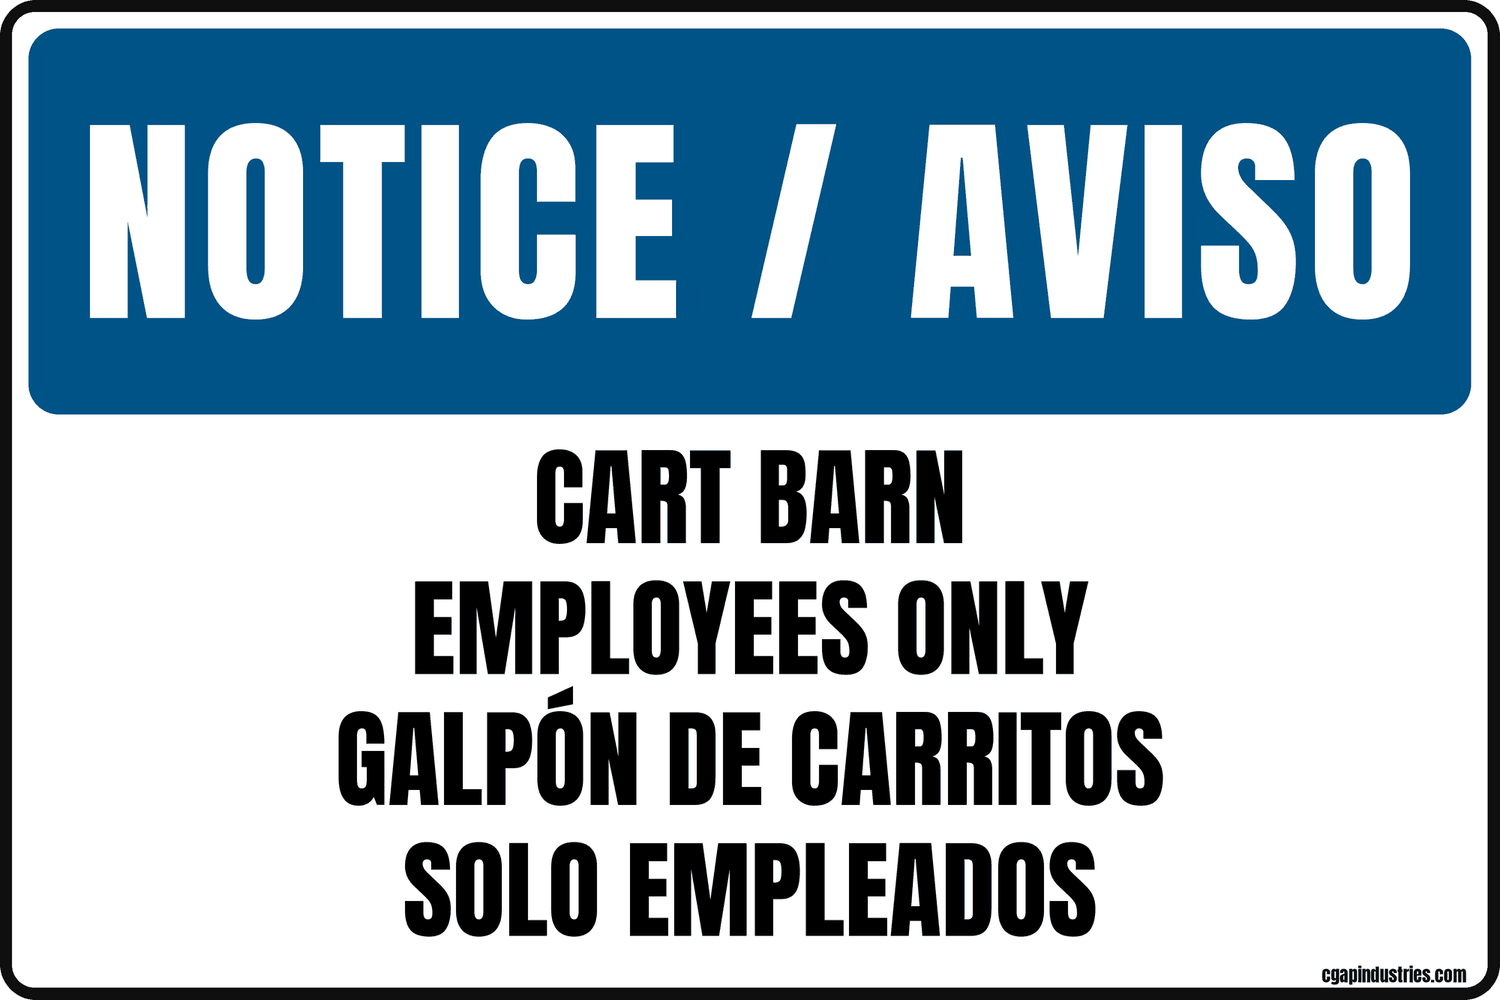 NOTICE / AVISO
CART BARN
EMPLOYEES ONLY
GALPÓN DE CARRITOS
SOLO EMPLEADOS
cgapindustries.com